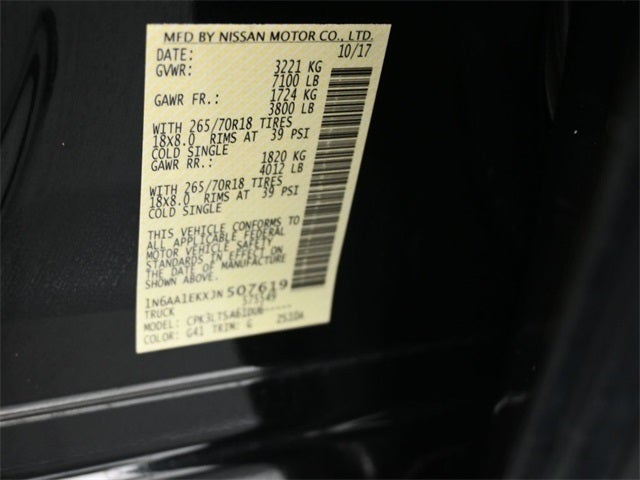 MFD BY NISSAN MOTOR CO., LTD.
DATE: 10/17
GVWR: 3221 KG
7100 LB
GAWR FR.: 1724 KG
3800 LB
WITH 265/70R18 TIRES
18x8.0 RIMS AT 39 PSI
COLD SINGLE
GAWR RR.: 1820 KG
4012 LB
WITH 265/70R18 TIRES
18x8.0 RIMS AT 39 PSI
COLD SINGLE
THIS VEHICLE CONFORMS TO
ALL APPLICABLE FEDERAL
MOTOR VEHICLE SAFETY
STANDARDS IN EFFECT ON
THE DATE OF MANUFACTURE
SHOWN ABOVE.
1N6AA1EKXJN507619
TRUCK
MODEL:
COLOR: G41 TRIM: G